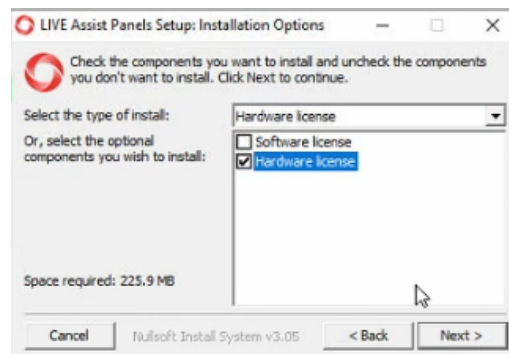 LIVE Assist Panels Setup: Installation Options
Check the components you want to install and uncheck the components
you don't want to install. Click Next to continue.
Select the type of install:
Hardware license
Or, select the optional
components you wish to install:
Software license
Hardware license
Space required: 225.9 MB
Cancel
Nullsoft Install System v3.05
< Back
Next >